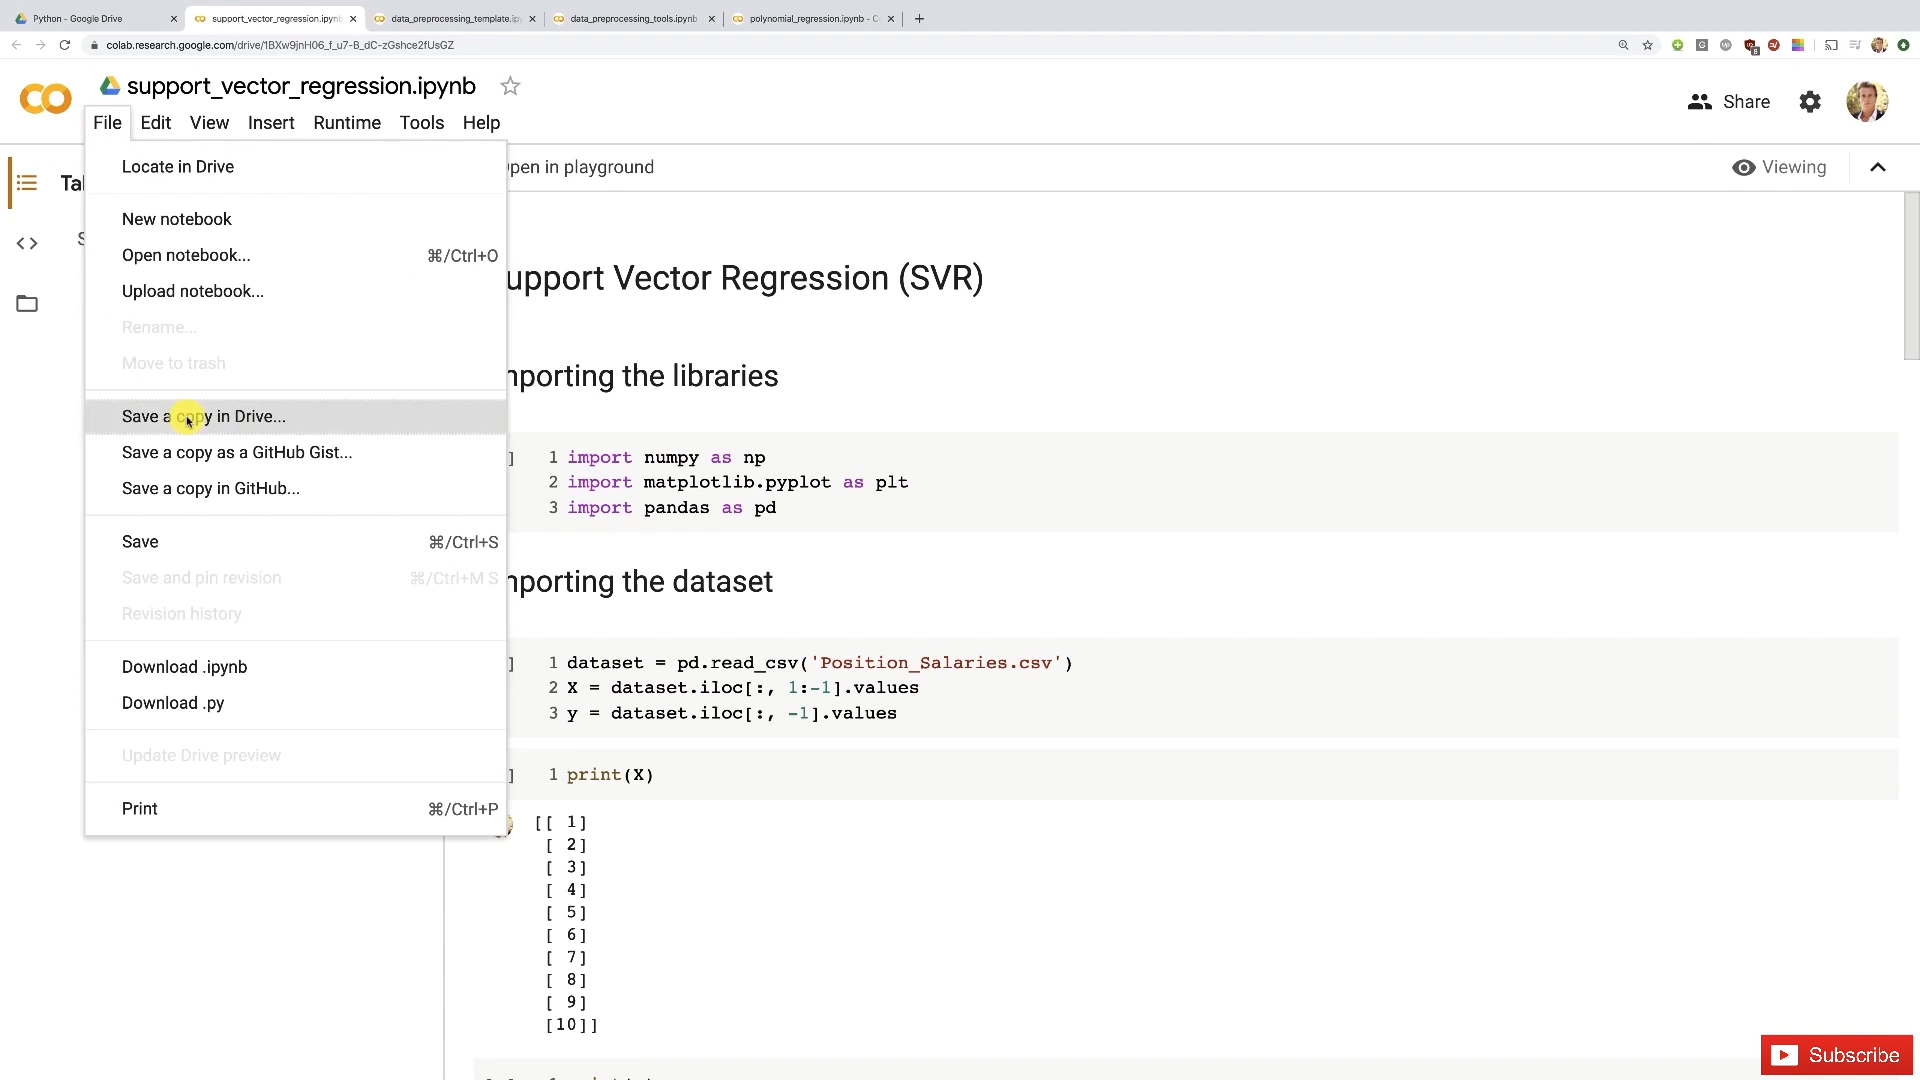 Python - Google Drive
support_vector_regression.ipynb
data_preprocessing_template.ipy
data_preprocessing_tools.ipynb
polynomial_regression.ipynb - C
colab.research.google.com/drive/1BXw9jnH06_f_u7-B_dC-zGshce2fUsGZ
support_vector_regression.ipynb
Share
File Edit View Insert Runtime Tools Help
Locate in Drive
pen in playground
Viewing
Tal
New notebook
Open notebook... ⌘/Ctrl+O
Upload notebook...
Rename...
Move to trash
upport Vector Regression (SVR)
mporting the libraries
Save a copy in Drive...
Save a copy as a GitHub Gist...
Save a copy in GitHub...
1 import numpy as np
2 import matplotlib.pyplot as plt
3 import pandas as pd
Save ⌘/Ctrl+S
Save and pin revision ⌘/Ctrl+M S
Revision history
mporting the dataset
Download .ipynb
Download .py
] 1 dataset = pd.read_csv('Position_Salaries.csv')
2 X = dataset.iloc[:, 1:-1].values
3 y = dataset.iloc[:, -1].values
Update Drive preview
] 1 print(X)
Print ⌘/Ctrl+P
[[ 1]
[ 2]
[ 3]
[ 4]
[ 5]
[ 6]
[ 7]
[ 8]
[ 9]
[10]]
Subscribe